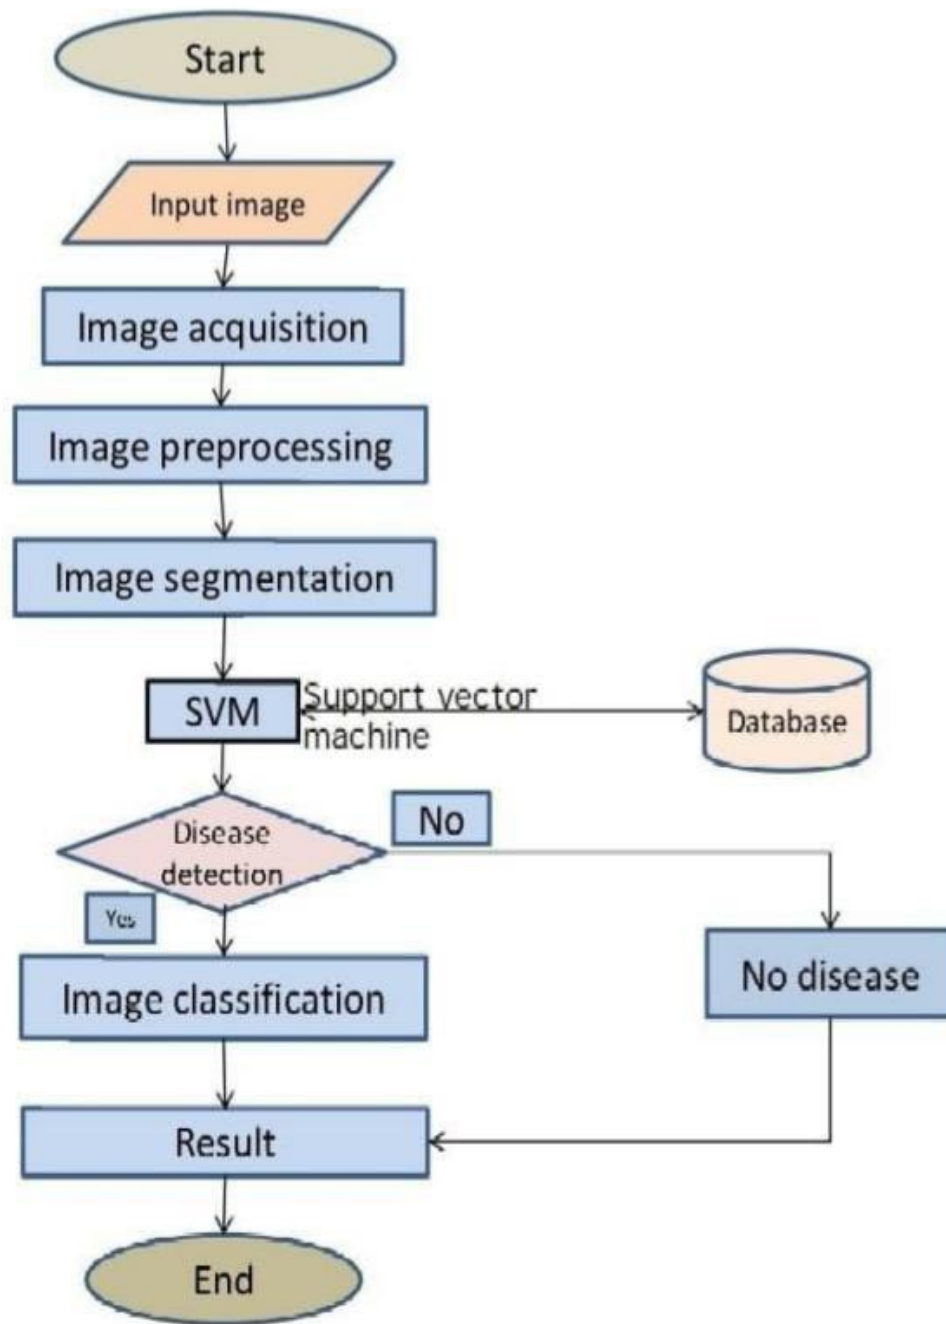 Start
Input image
Image acquisition
Image preprocessing
Image segmentation
SVM
Support vector
machine
Database
Disease
detection
No
Yes
Image classification
No disease
Result
End